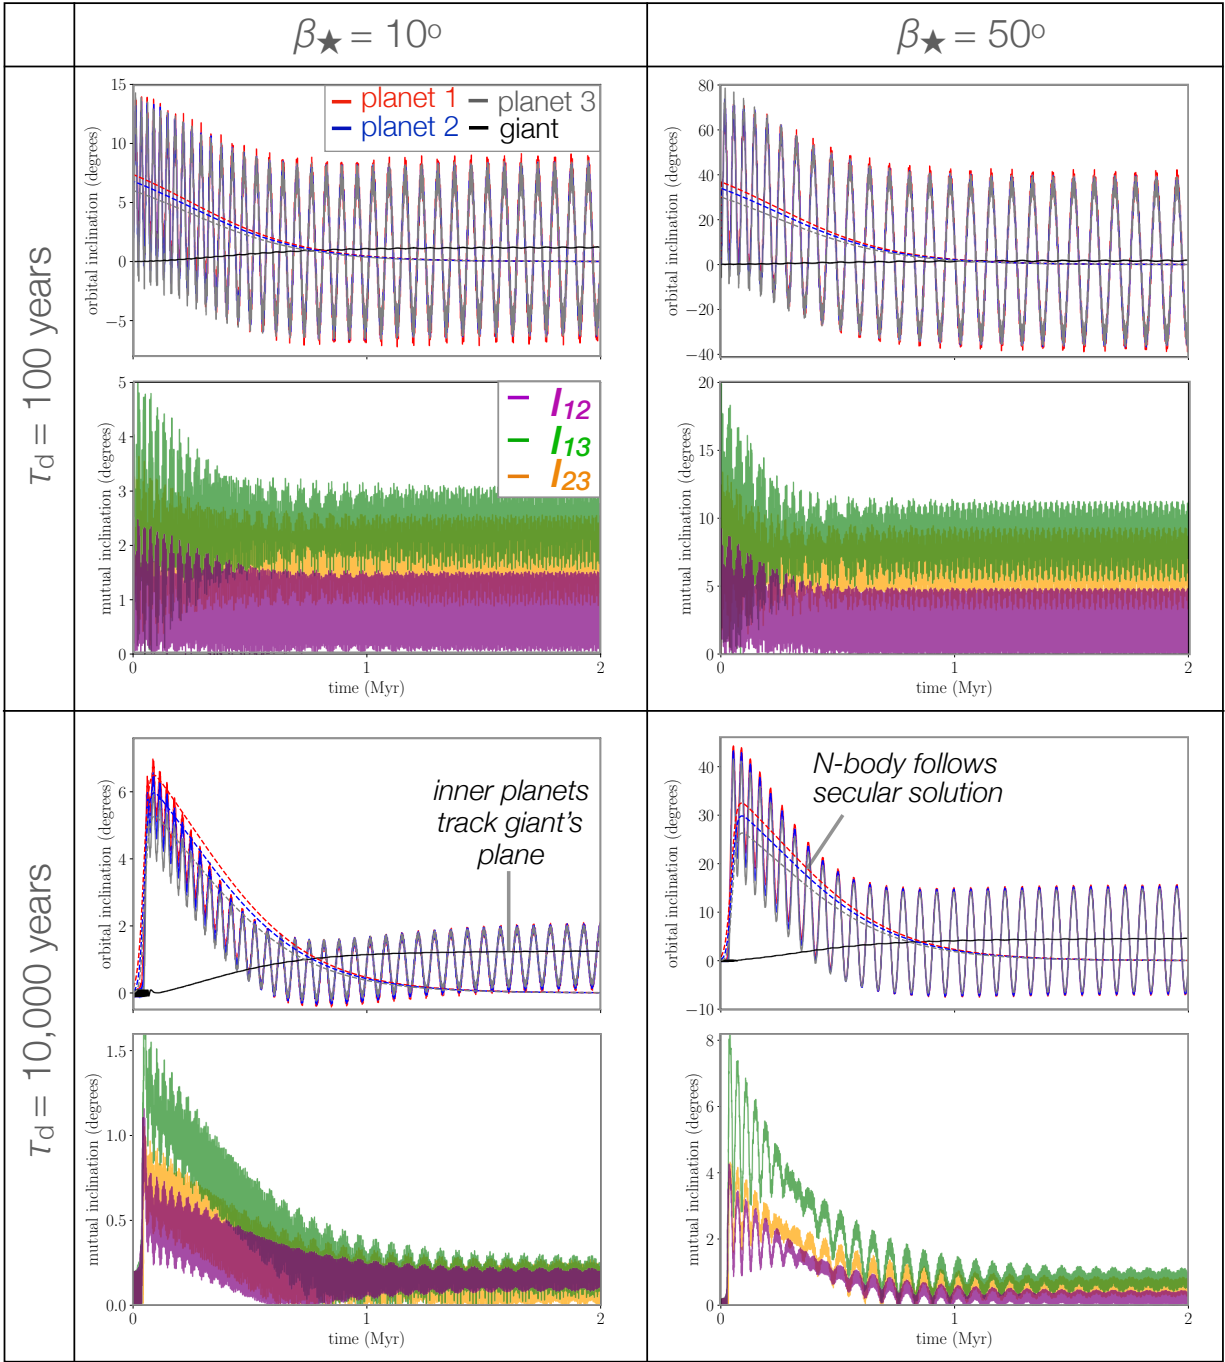 β★ = 10º
β★ = 50º
τd = 100 years
15
10
5
0
−5
orbital inclination (degrees)
planet 1
planet 2
planet 3
giant
80
60
40
20
0
−20
−40
orbital inclination (degrees)
5
4
3
2
1
0
mutual inclination (degrees)
I12
I13
I23
0
1
2
time (Myr)
20
15
10
5
0
mutual inclination (degrees)
0
1
2
time (Myr)
τd = 10,000 years
6
4
2
0
orbital inclination (degrees)
inner planets
track giant's
plane
40
30
20
10
0
−10
orbital inclination (degrees)
N-body follows
secular solution
1.5
1.0
0.5
0.0
mutual inclination (degrees)
0
1
2
time (Myr)
8
6
4
2
0
mutual inclination (degrees)
0
1
2
time (Myr)